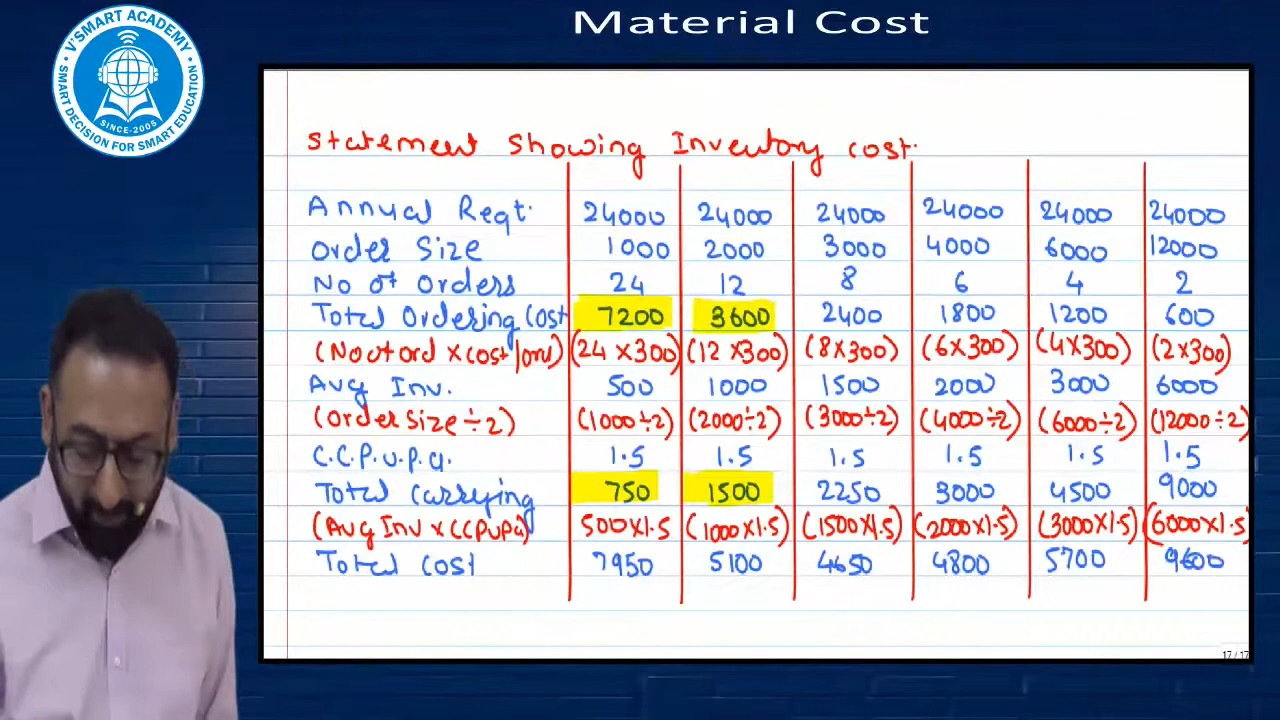 Material Cost
V'SMART ACADEMY
SINCE-2005
SMART DECISION FOR SMART EDUCATION
Statement Showing Inventory cost.
Annual Reqt. 24000 24000 24000 24000 24000 24000
Order Size 1000 2000 3000 4000 6000 12000
No of orders 24 12 8 6 4 2
Total Ordering Cost 7200 3600 2400 1800 1200 600
(No of ord x cost/ord) (24 x 300) (12 x 300) (8 x 300) (6 x 300) (4 x 300) (2 x 300)
Avg Inv. 500 1000 1500 2000 3000 6000
(Order Size ÷ 2) (1000 ÷ 2) (2000 ÷ 2) (3000 ÷ 2) (4000 ÷ 2) (6000 ÷ 2) (12000 ÷ 2)
C.C.P.U.P.a. 1.5 1.5 1.5 1.5 1.5 1.5
Total Carrying 750 1500 2250 3000 4500 9000
(Avg Inv x CCPUPa) 500 x 1.5 (1000 x 1.5) (1500 x 1.5) (2000 x 1.5) (3000 x 1.5) (6000 x 1.5)
Total cost 7950 5100 4650 4800 5700 9600
17 / 17